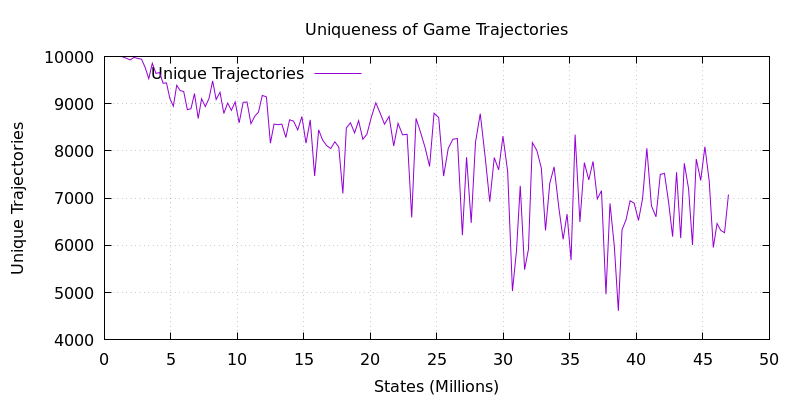 Uniqueness of Game Trajectories
Unique Trajectories
Unique Trajectories
10000
9000
8000
7000
6000
5000
4000
0 5 10 15 20 25 30 35 40 45 50
States (Millions)